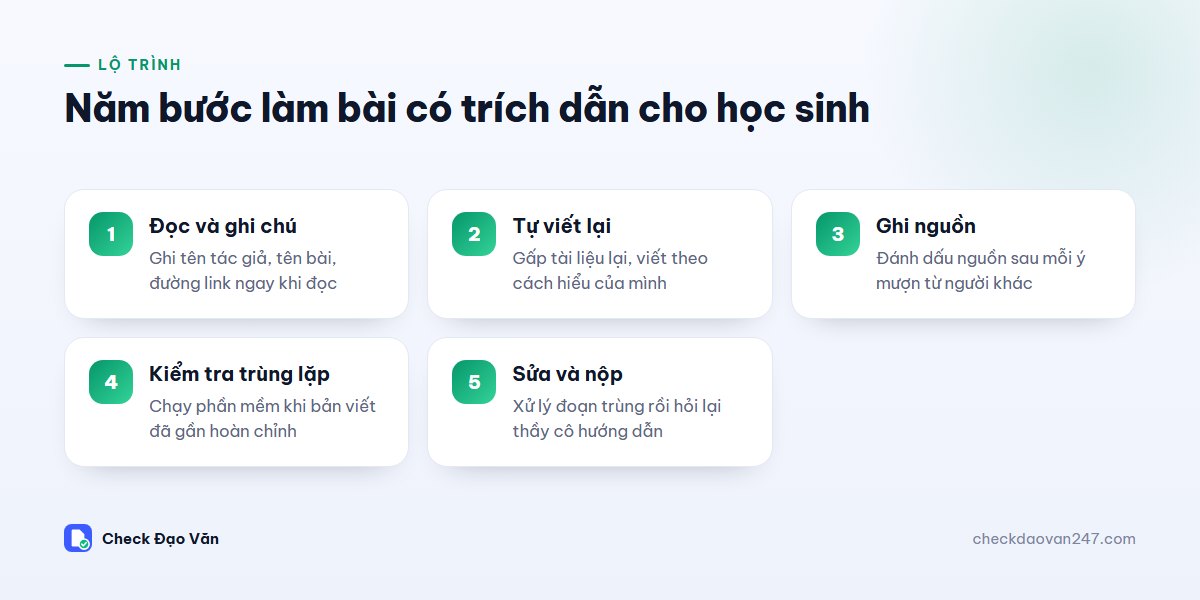 LỘ TRÌNH
Năm bước làm bài có trích dẫn cho học sinh
1
Đọc và ghi chú
Ghi tên tác giả, tên bài,
đường link ngay khi đọc
2
Tự viết lại
Gấp tài liệu lại, viết theo
cách hiểu của mình
3
Ghi nguồn
Đánh dấu nguồn sau mỗi ý
mượn từ người khác
4
Kiểm tra trùng lặp
Chạy phần mềm khi bản viết
đã gần hoàn chỉnh
5
Sửa và nộp
Xử lý đoạn trùng rồi hỏi lại
thầy cô hướng dẫn
Check Đạo Văn
checkdaovan247.com